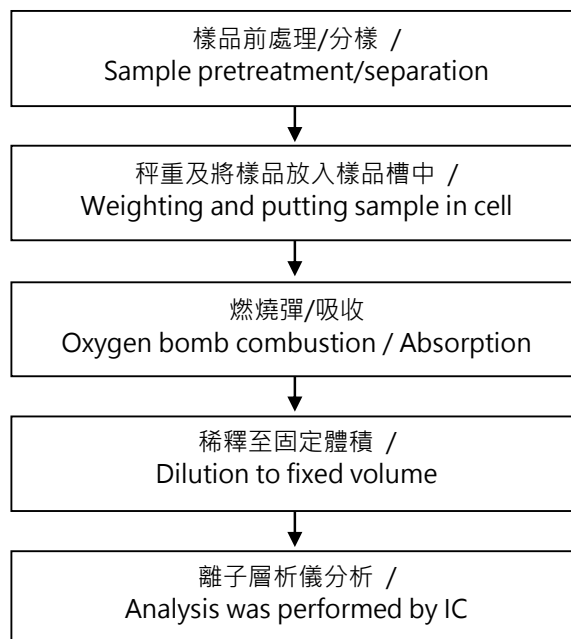 樣品前處理/分樣 /
Sample pretreatment/separation
秤重及將樣品放入樣品槽中 /
Weighting and putting sample in cell
燃燒彈/吸收
Oxygen bomb combustion / Absorption
稀釋至固定體積 /
Dilution to fixed volume
離子層析儀分析 /
Analysis was performed by IC